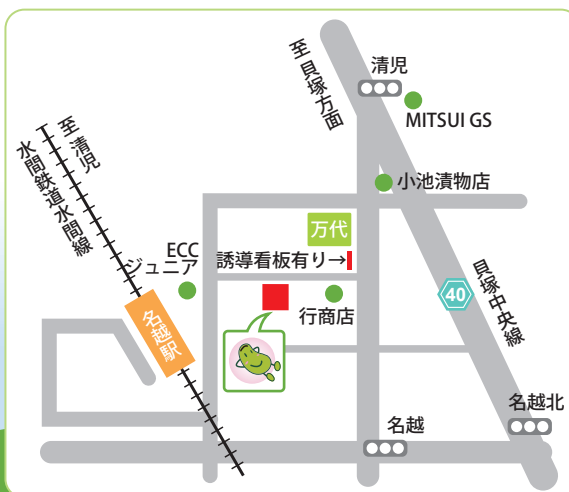 至貝塚方面
清児
MITSUI GS
至清児
水間鉄道水間線
小池漬物店
万代
ECC
ジュニア
誘導看板有り→
行商店
40
貝塚中央線
名越駅
名越
名越北